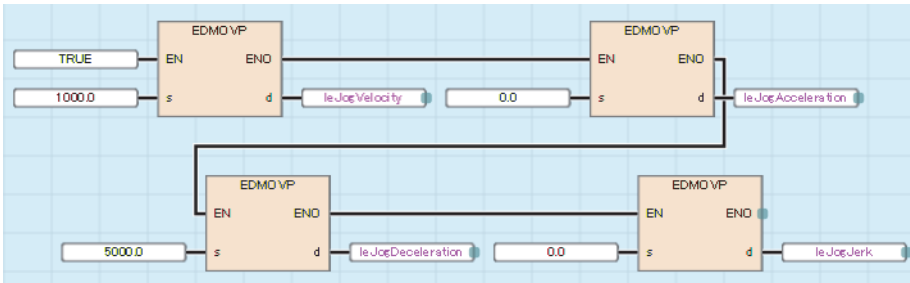 EDMOVP EDMOVP
TRUE EN ENO EN ENO
1000.0 s d leJogVelocity 0.0 s d leJogAcceleration
EDMOVP EDMOVP
EN ENO EN ENO
5000.0 s d leJogDeceleration 0.0 s d leJogJerk